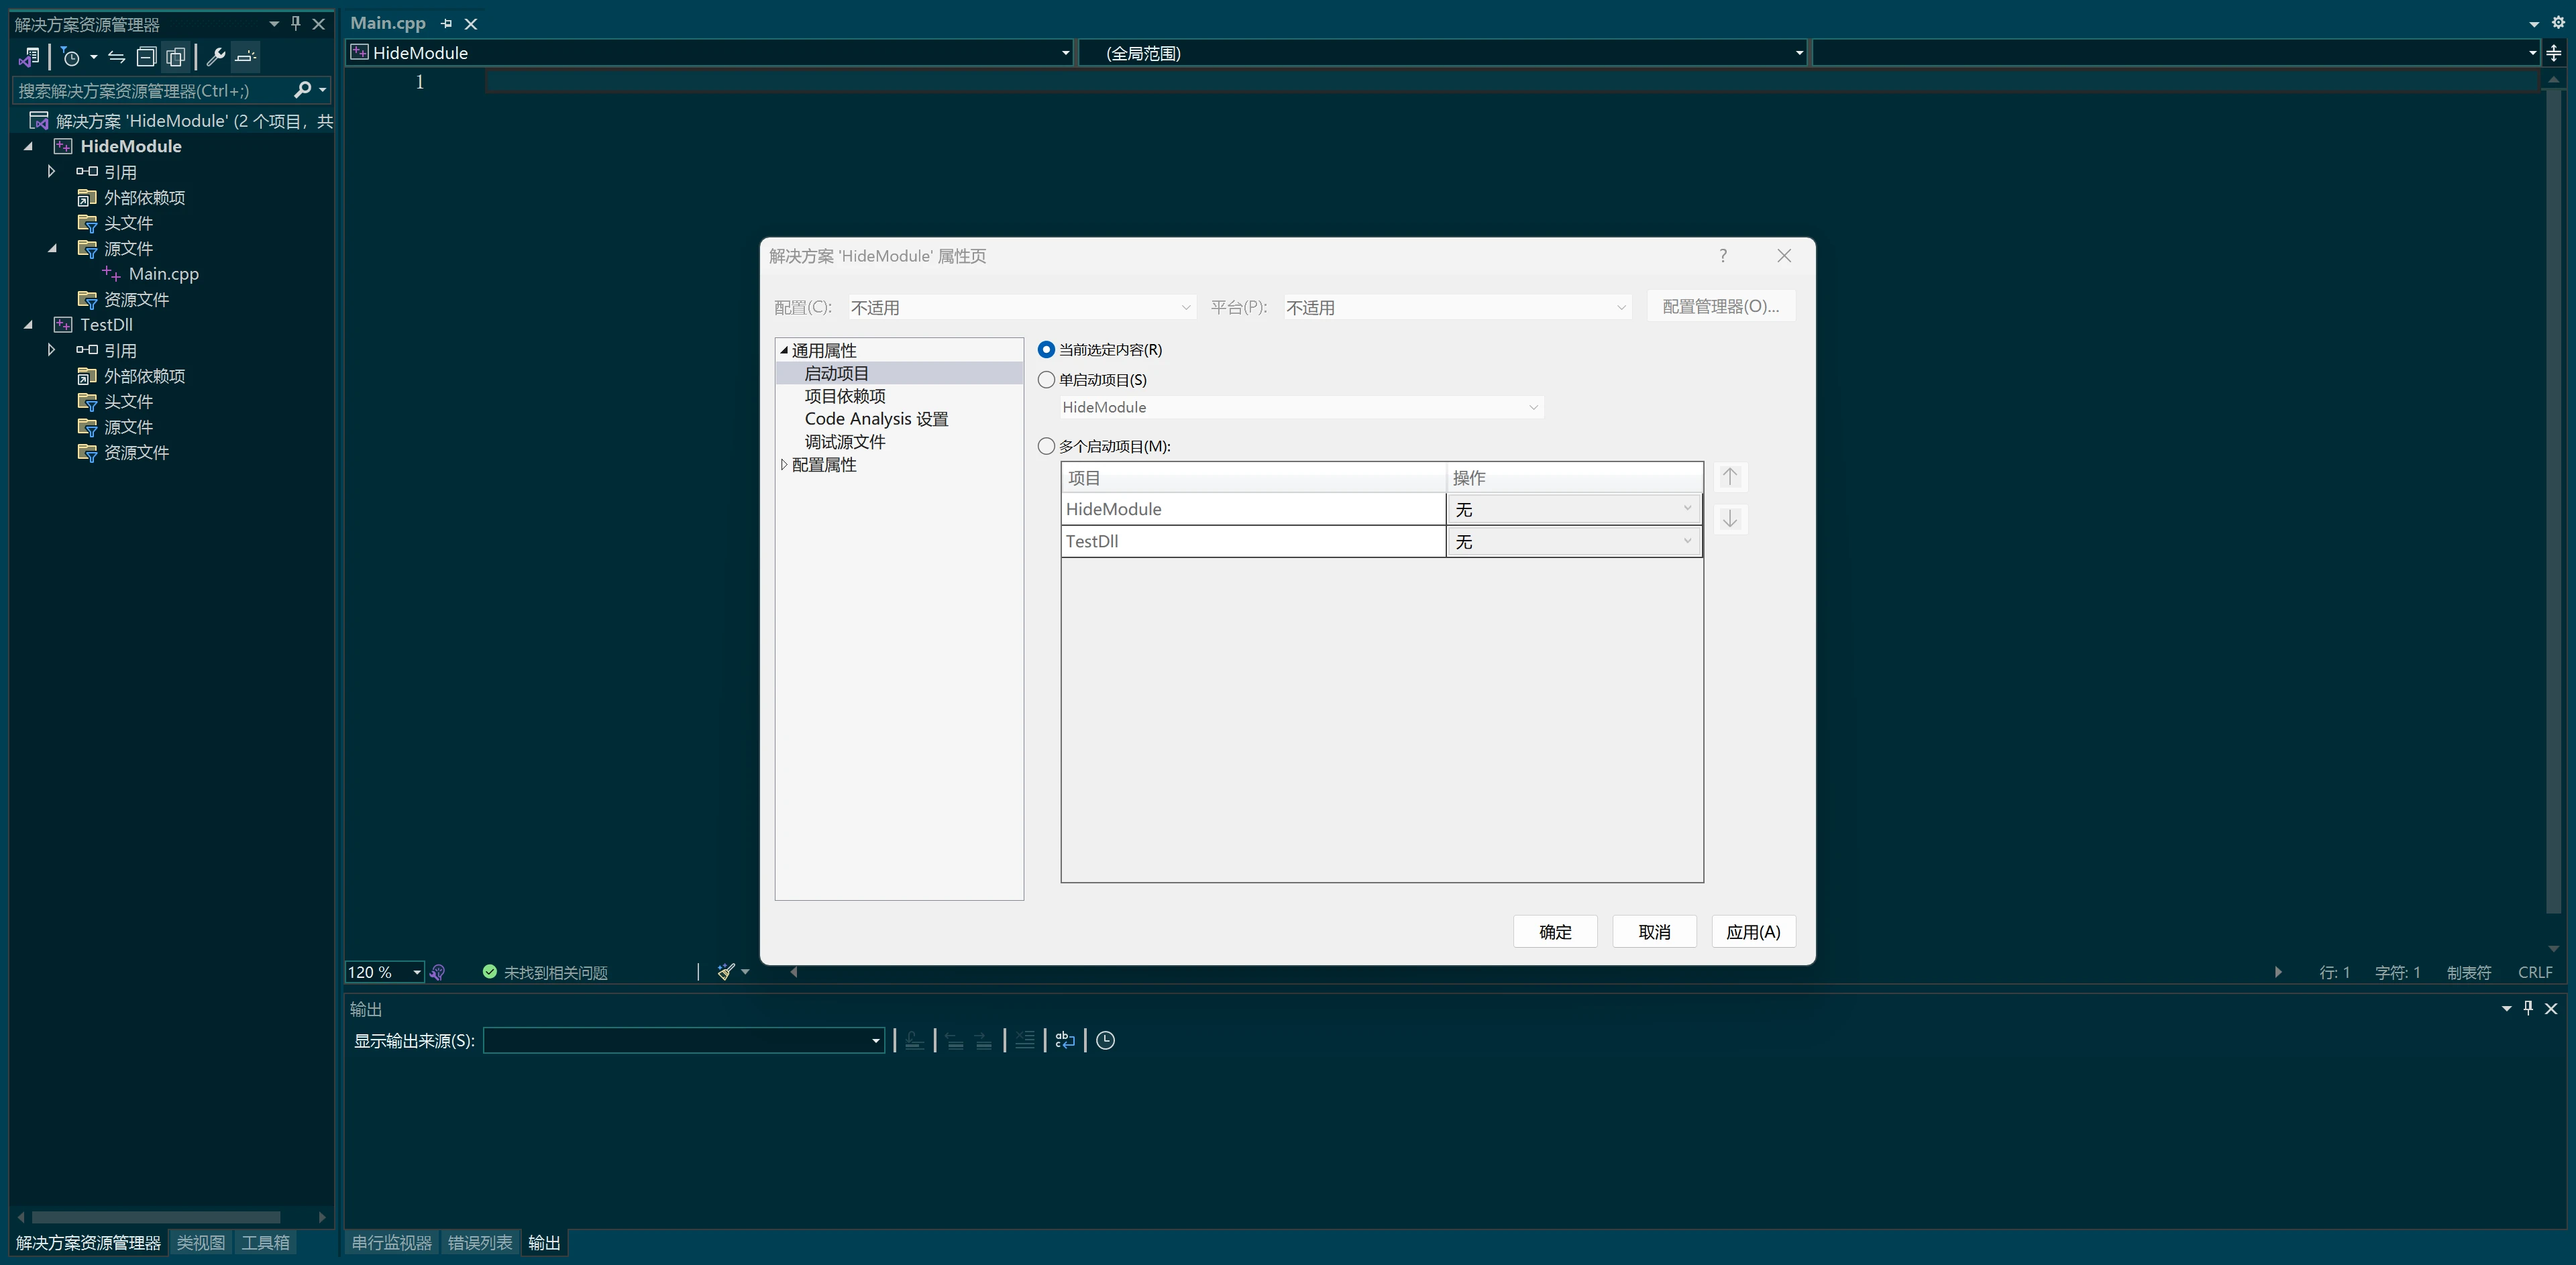 解决方案资源管理器
搜索解决方案资源管理器(Ctrl+;)
解决方案 'HideModule' (2 个项目，共
HideModule
引用
外部依赖项
头文件
源文件
Main.cpp
资源文件
TestDll
引用
外部依赖项
头文件
源文件
资源文件
解决方案资源管理器 类视图 工具箱
Main.cpp
HideModule (全局范围)
1
解决方案 'HideModule' 属性页 ?
配置(C): 不适用 平台(P): 不适用 配置管理器(O)...
通用属性
启动项目
项目依赖项
Code Analysis 设置
调试源文件
配置属性
当前选定内容(R)
单启动项目(S)
HideModule
多个启动项目(M):
项目 操作
HideModule 无
TestDll 无
确定 取消 应用(A)
120 % 未找到相关问题 行: 1 字符: 1 制表符 CRLF
输出
显示输出来源(S):
串行监视器 错误列表 输出